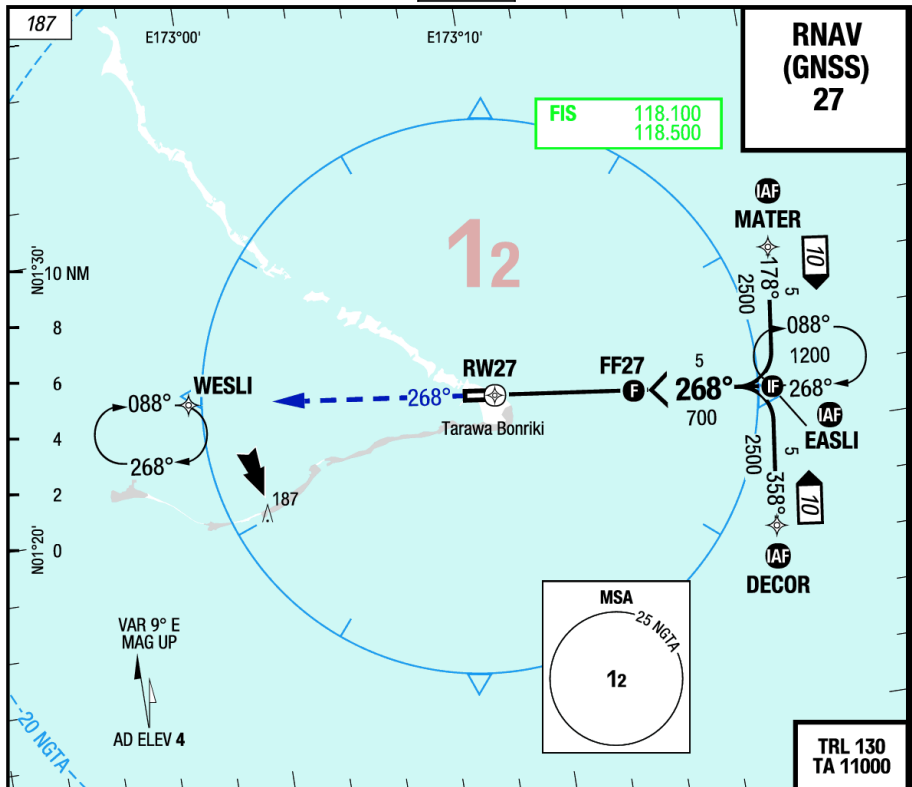 187
E173°00'
E173°10'
RNAV
(GNSS)
27
FIS 118.100
118.500
IAF
MATER
12
N01°30'
10 NM
10
178°
5
2500
088°
1200
268°
8
RW27
FF27
5
F
268°
700
IF
IAF
EASLI
6
WESLI
088°
268°
268°
Tarawa Bonriki
4
2500
5
358°
10
2
187
N01°20'
0
IAF
DECOR
MSA
25 NGTA
12
VAR 9° E
MAG UP
AD ELEV 4
20 NGTA
TRL 130
TA 11000